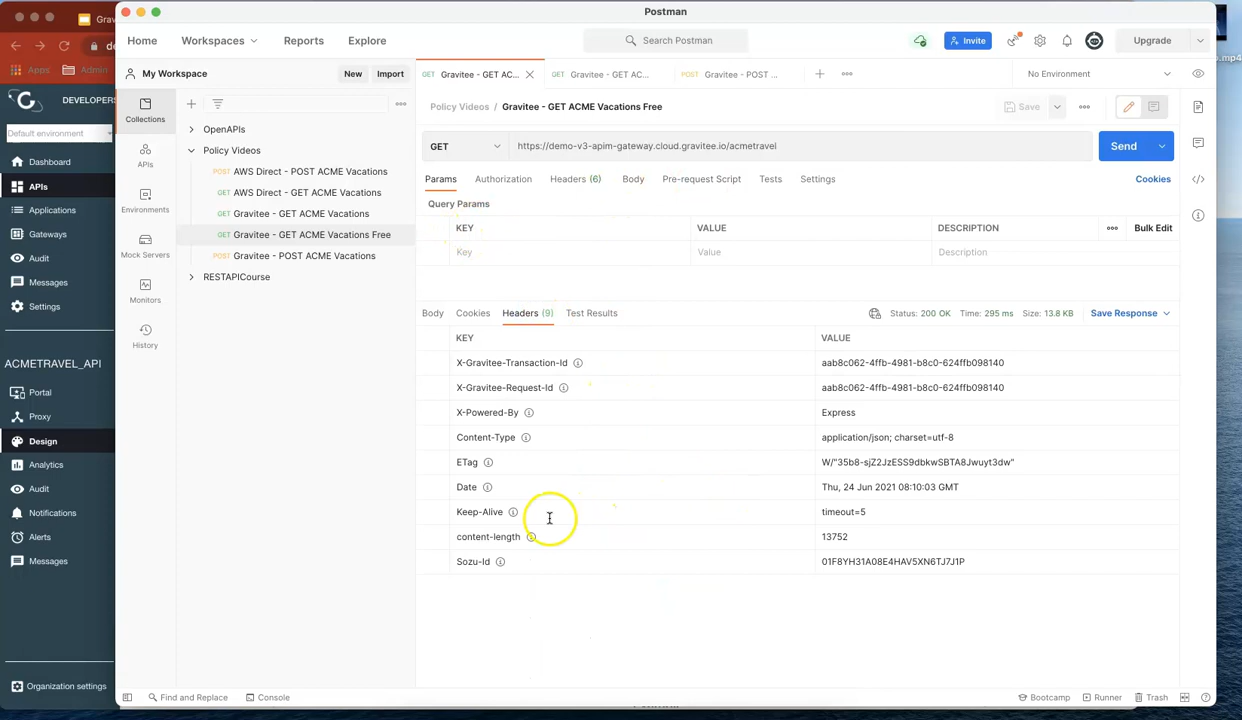 Postman
Grav
Home Workspaces Reports Explore Search Postman Invite Upgrade
de
My Workspace New Import GET Gravitee - GET AC... GET Gravitee - GET AC... POST Gravitee - POST ... No Environment
Apps Admin
.mp4
DEVELOPERS
Collections
Policy Videos / Gravitee - GET ACME Vacations Free Save
Default environment
OpenAPIs
GET https://demo-v3-apim-gateway.cloud.gravitee.io/acmetravel Send
Policy Videos
APIs
Dashboard
AWS Direct - POST ACME Vacations
POST
Params Authorization Headers (6) Body Pre-request Script Tests Settings Cookies
APIs
GET AWS Direct - GET ACME Vacations
Query Params
Environments
Applications
GET Gravitee - GET ACME Vacations
KEY VALUE DESCRIPTION Bulk Edit
Gateways
GET Gravitee - GET ACME Vacations Free
Key Value Description
Mock Servers
Audit
POST Gravitee - POST ACME Vacations
RESTAPICourse
Messages
Monitors
Settings
Body Cookies Headers (9) Test Results Status: 200 OK Time: 295 ms Size: 13.8 KB Save Response
History
KEY VALUE
ACMETRAVEL_API
X-Gravitee-Transaction-Id aab8c062-4ffb-4981-b8c0-624ffb098140
Portal
X-Gravitee-Request-Id aab8c062-4ffb-4981-b8c0-624ffb098140
Proxy
X-Powered-By Express
Design
Content-Type application/json; charset=utf-8
Analytics
ETag W/"35b8-sjZ2JzESS9dbkwSBTA8Jwuyt3dw"
Audit
Date Thu, 24 Jun 2021 08:10:03 GMT
Notifications
Keep-Alive timeout=5
Alerts
content-length 13752
Messages
Sozu-Id 01F8YH31A08E4HAV5XN6TJ7J1P
Organization settings
Find and Replace Console Bootcamp Runner Trash